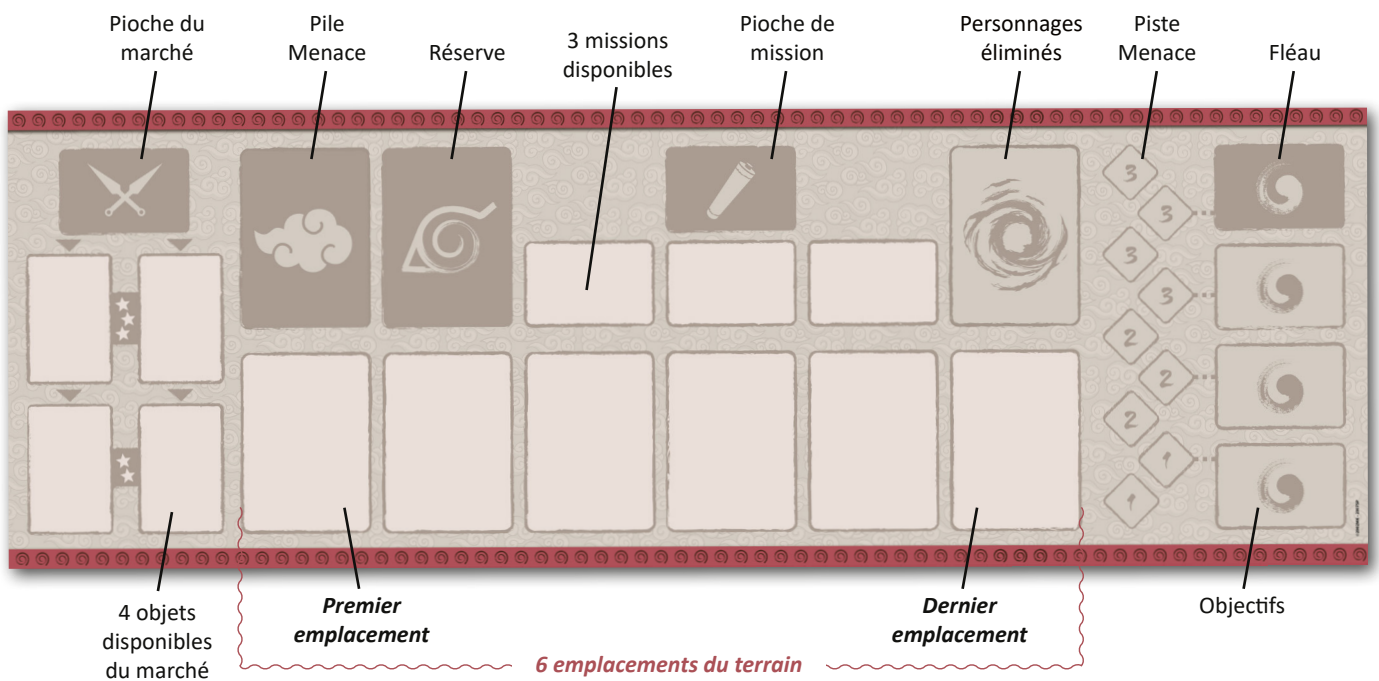 Pioche du
marché
Pile
Menace
Réserve
3 missions
disponibles
Pioche de
mission
Personnages
éliminés
Piste
Menace
Fléau
3
3
3
3
2
2
2
1
1
4 objets
disponibles
du marché
Premier
emplacement
6 emplacements du terrain
Dernier
emplacement
Objectifs